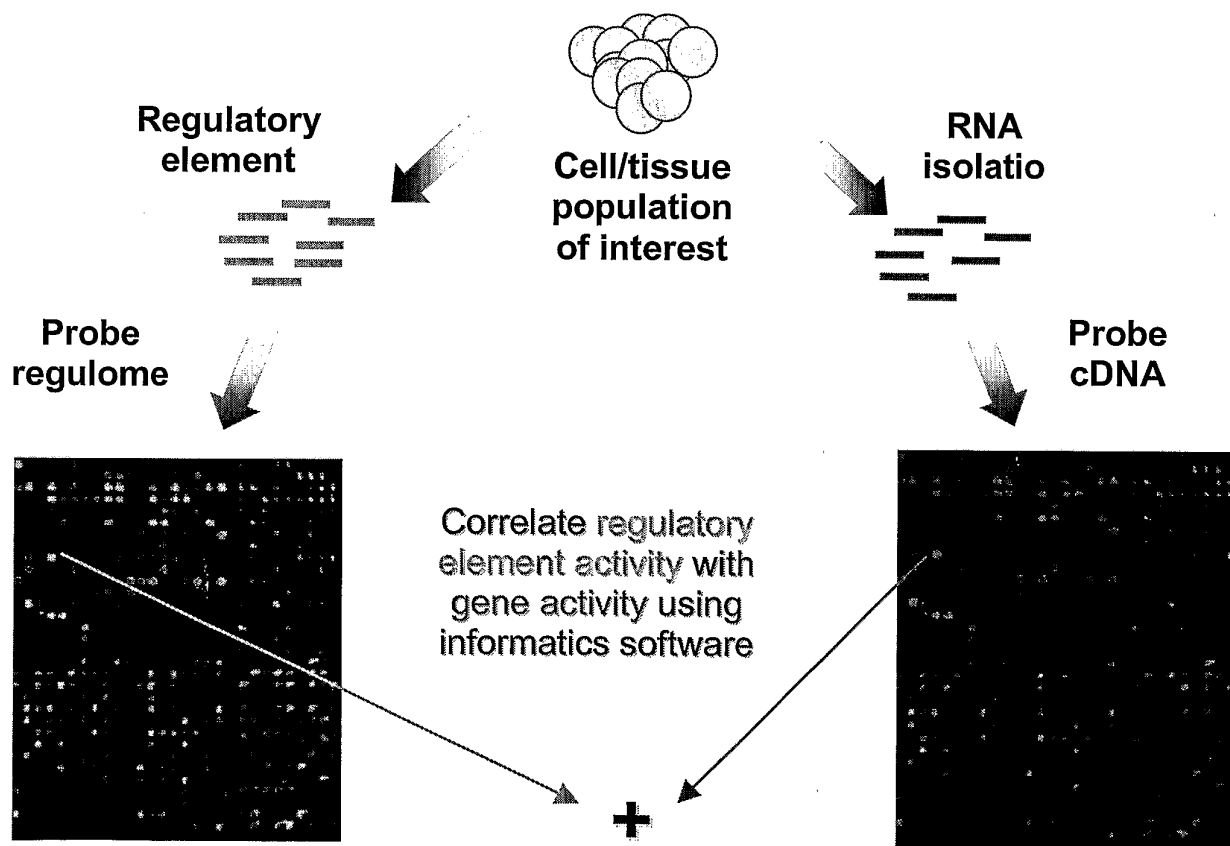 Regulatory
element
Cell/tissue
population
of interest
RNA
isolatio
Probe
regulome
Probe
cDNA
Correlate regulatory
element activity with
gene activity using
informatics software
+